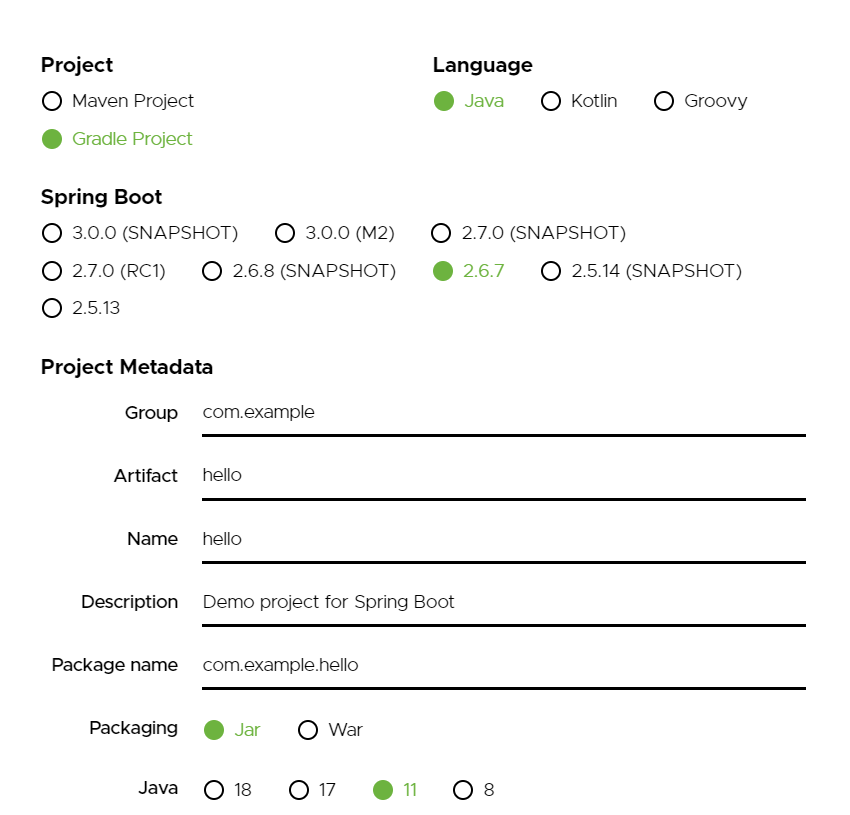 Project
Language
Maven Project
Java Kotlin Groovy
Gradle Project
Spring Boot
3.0.0 (SNAPSHOT) 3.0.0 (M2) 2.7.0 (SNAPSHOT)
2.7.0 (RC1) 2.6.8 (SNAPSHOT) 2.6.7 2.5.14 (SNAPSHOT)
2.5.13
Project Metadata
Group com.example
Artifact hello
Name hello
Description Demo project for Spring Boot
Package name com.example.hello
Packaging Jar War
Java 18 17 11 8